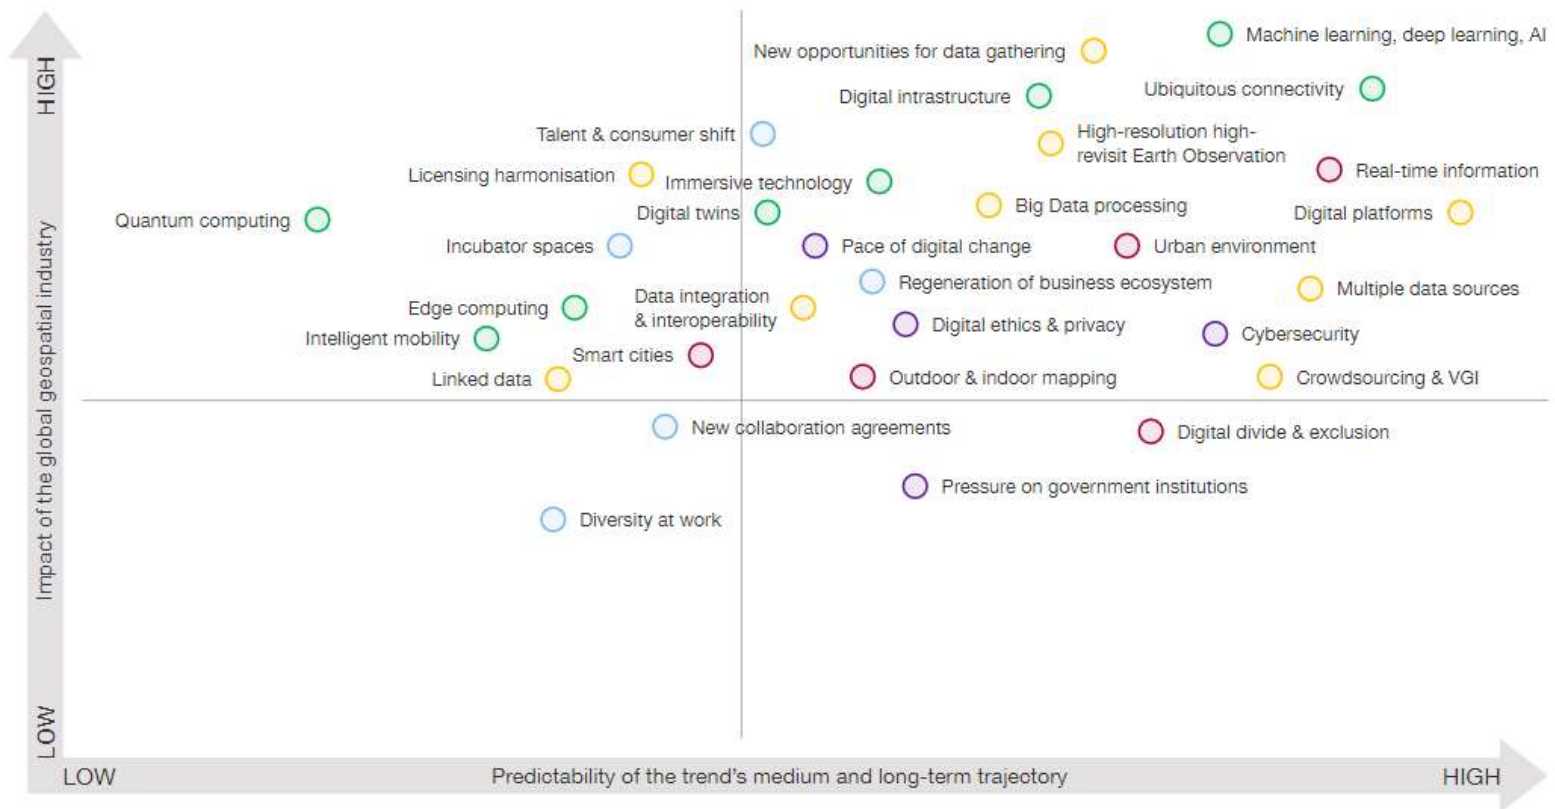 HIGH
Machine learning, deep learning, AI
New opportunities for data gathering
Ubiquitous connectivity
Digital intrastructure
Talent & consumer shift
High-resolution high-
revisit Earth Observation
Real-time information
Licensing harmonisation
Immersive technology
Big Data processing
Digital twins
Digital platforms
Quantum computing
Incubator spaces
Pace of digital change
Urban environment
Regeneration of business ecosystem
Multiple data sources
Data integration
& interoperability
Edge computing
Digital ethics & privacy
Cybersecurity
Intelligent mobility
Smart cities
Linked data
Outdoor & indoor mapping
Crowdsourcing & VGI
Impact of the global geospatial industry
New collaboration agreements
Digital divide & exclusion
Pressure on government institutions
Diversity at work
LOW
LOW
Predictability of the trend's medium and long-term trajectory
HIGH